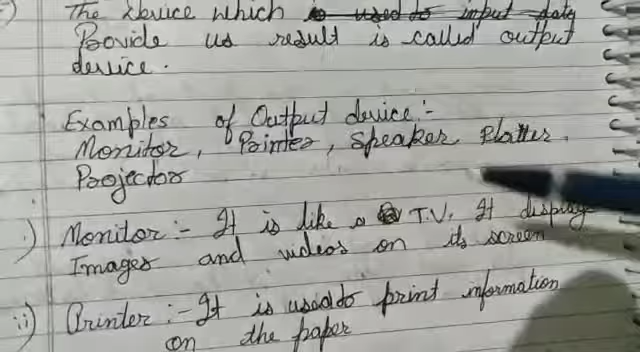 The device which is used to input data
Provide us result is called output
device.
Examples of Output device:-
Monitor, Printer, Speaker, Plotter,
Projector
i) Monitor:- It is like a T.V. It display
Images and videos on its screen
ii) Printer:- It is used to print information
on the paper